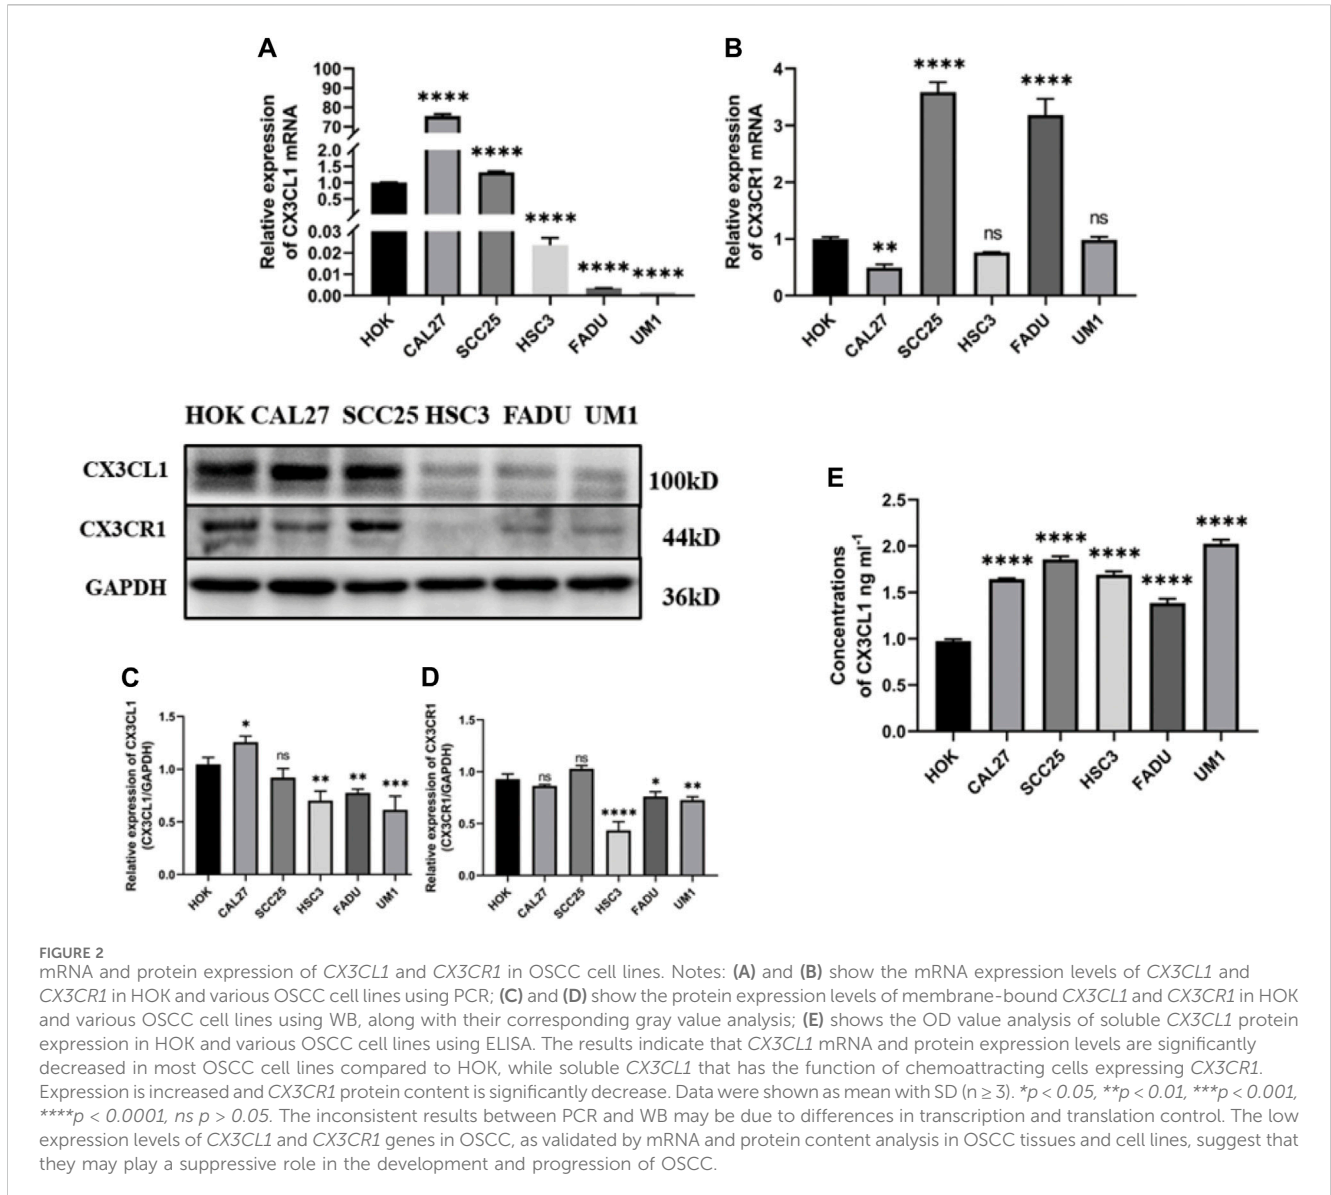 A
Relative expression
of CX3CL1 mRNA
100
90
80
70
2.0
1.5
1.0
0.5
0.03
0.02
0.01
0.00
****
****
****
****
****
HOK
CAL27
SCC25
HSC3
FADU
UM1
B
Relative expression
of CX3CR1 mRNA
4
3
2
1
0
**
****
ns
****
ns
HOK
CAL27
SCC25
HSC3
FADU
UM1
HOK CAL27 SCC25 HSC3 FADU UM1
CX3CL1
100kD
CX3CR1
44kD
GAPDH
36kD
C
Relative expression of CX3CL1
(CX3CL1/GAPDH)
1.5
1.0
0.5
0.0
*
ns
**
**
***
HOK
CAL27
SCC25
HSC3
FADU
UM1
D
Relative expression of CX3CR1
(CX3CR1/GAPDH)
1.5
1.0
0.5
0.0
ns
ns
****
*
**
HOK
CAL27
SCC25
HSC3
FADU
UM1
E
Concentrations
of CX3CL1 ng ml-1
2.5
2.0
1.5
1.0
0.5
0.0
****
****
****
****
****
HOK
CAL27
SCC25
HSC3
FADU
UM1
FIGURE 2
mRNA and protein expression of CX3CL1 and CX3CR1 in OSCC cell lines. Notes: (A) and (B) show the mRNA expression levels of CX3CL1 and
CX3CR1 in HOK and various OSCC cell lines using PCR; (C) and (D) show the protein expression levels of membrane-bound CX3CL1 and CX3CR1 in HOK
and various OSCC cell lines using WB, along with their corresponding gray value analysis; (E) shows the OD value analysis of soluble CX3CL1 protein
expression in HOK and various OSCC cell lines using ELISA. The results indicate that CX3CL1 mRNA and protein expression levels are significantly
decreased in most OSCC cell lines compared to HOK, while soluble CX3CL1 that has the function of chemoattracting cells expressing CX3CR1.
Expression is increased and CX3CR1 protein content is significantly decrease. Data were shown as mean with SD (n ≥ 3). *p < 0.05, **p < 0.01, ***p < 0.001,
****p < 0.0001, ns p > 0.05. The inconsistent results between PCR and WB may be due to differences in transcription and translation control. The low
expression levels of CX3CL1 and CX3CR1 genes in OSCC, as validated by mRNA and protein content analysis in OSCC tissues and cell lines, suggest that
they may play a suppressive role in the development and progression of OSCC.